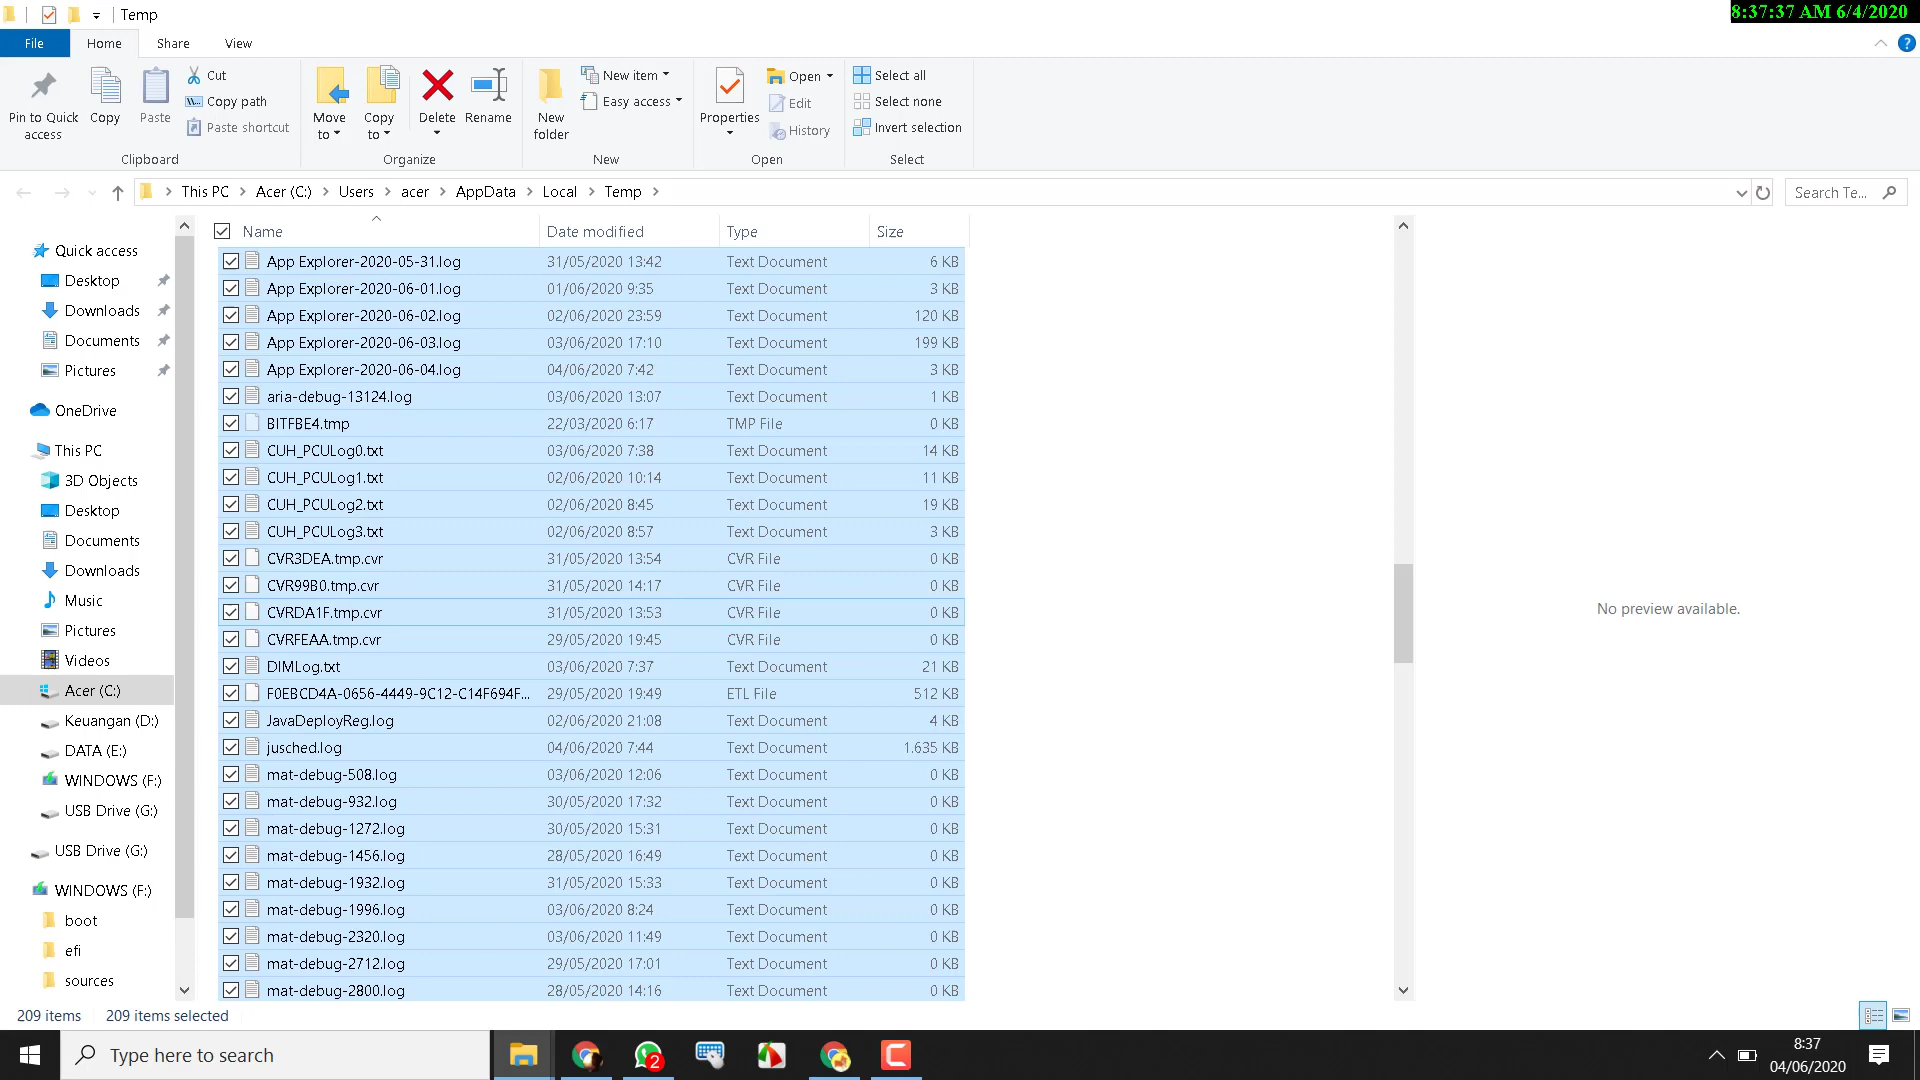 Temp
8:37:37 AM 6/4/2020
File Home Share View
Pin to Quick access
Copy
Paste
Cut
Copy path
Paste shortcut
Clipboard
Move to
Copy to
Delete
Rename
Organize
New folder
New item
Easy access
New
Properties
Open
Edit
History
Open
Select all
Select none
Invert selection
Select
This PC > Acer (C:) > Users > acer > AppData > Local > Temp >
Search Te...
Quick access
Desktop
Downloads
Documents
Pictures
OneDrive
This PC
3D Objects
Desktop
Documents
Downloads
Music
Pictures
Videos
Acer (C:)
Keuangan (D:)
DATA (E:)
WINDOWS (F:)
USB Drive (G:)
USB Drive (G:)
WINDOWS (F:)
boot
efi
sources
Name Date modified Type Size
App Explorer-2020-05-31.log 31/05/2020 13:42 Text Document 6 KB
App Explorer-2020-06-01.log 01/06/2020 9:35 Text Document 3 KB
App Explorer-2020-06-02.log 02/06/2020 23:59 Text Document 120 KB
App Explorer-2020-06-03.log 03/06/2020 17:10 Text Document 199 KB
App Explorer-2020-06-04.log 04/06/2020 7:42 Text Document 3 KB
aria-debug-13124.log 03/06/2020 13:07 Text Document 1 KB
BITFBE4.tmp 22/03/2020 6:17 TMP File 0 KB
CUH_PCULog0.txt 03/06/2020 7:38 Text Document 14 KB
CUH_PCULog1.txt 02/06/2020 10:14 Text Document 11 KB
CUH_PCULog2.txt 02/06/2020 8:45 Text Document 19 KB
CUH_PCULog3.txt 02/06/2020 8:57 Text Document 3 KB
CVR3DEA.tmp.cvr 31/05/2020 13:54 CVR File 0 KB
CVR99B0.tmp.cvr 31/05/2020 14:17 CVR File 0 KB
CVRDA1F.tmp.cvr 31/05/2020 13:53 CVR File 0 KB
CVRFEAA.tmp.cvr 29/05/2020 19:45 CVR File 0 KB
DIMLog.txt 03/06/2020 7:37 Text Document 21 KB
F0EBCD4A-0656-4449-9C12-C14F694F... 29/05/2020 19:49 ETL File 512 KB
JavaDeployReg.log 02/06/2020 21:08 Text Document 4 KB
jusched.log 04/06/2020 7:44 Text Document 1.635 KB
mat-debug-508.log 03/06/2020 12:06 Text Document 0 KB
mat-debug-932.log 30/05/2020 17:32 Text Document 0 KB
mat-debug-1272.log 30/05/2020 15:31 Text Document 0 KB
mat-debug-1456.log 28/05/2020 16:49 Text Document 0 KB
mat-debug-1932.log 31/05/2020 15:33 Text Document 0 KB
mat-debug-1996.log 03/06/2020 8:24 Text Document 0 KB
mat-debug-2320.log 03/06/2020 11:49 Text Document 0 KB
mat-debug-2712.log 29/05/2020 17:01 Text Document 0 KB
mat-debug-2800.log 28/05/2020 14:16 Text Document 0 KB
No preview available.
209 items 209 items selected
Type here to search
2
8:37
04/06/2020